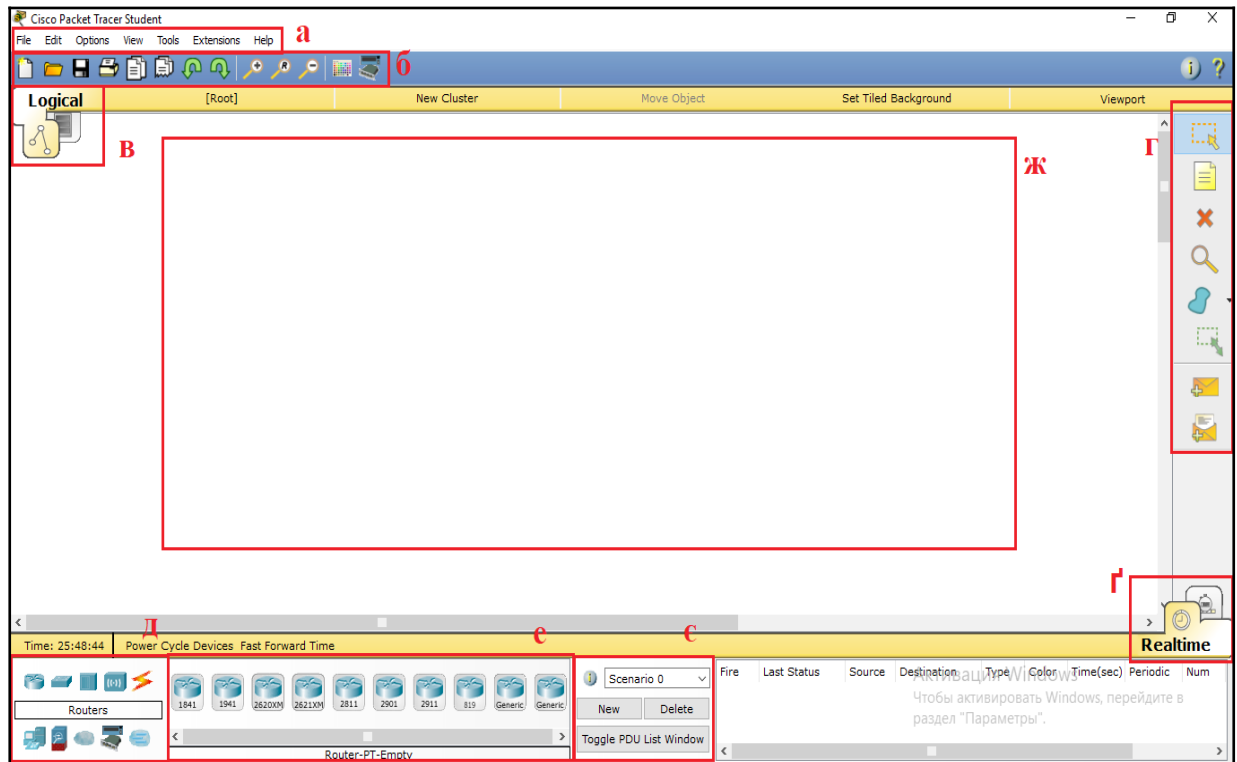 Cisco Packet Tracer Student
File Edit Options View Tools Extensions Help
а
б
Logical [Root] New Cluster Move Object Set Tiled Background Viewport
в
г
ж
ґ
д
е
є
Time: 25:48:44 Power Cycle Devices Fast Forward Time
Realtime
Routers
1841 1941 2620XM 2621XM 2811 2901 2911 819 Generic Generic
Router-PT-Empty
Scenario 0
New Delete
Toggle PDU List Window
Fire Last Status Source Destination Type Color Time(sec) Periodic Num
Активация Windows
Чтобы активировать Windows, перейдите в
раздел "Параметры".